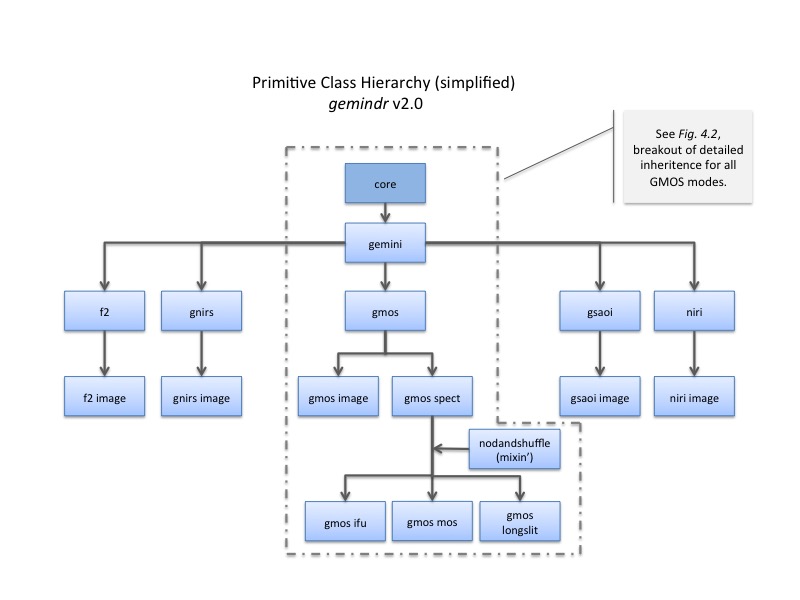 Primitive Class Hierarchy (simplified)
gemindr v2.0
See Fig. 4.2,
breakout of detailed
inheritence for all
GMOS modes.
core
gemini
f2
gnirs
gmos
gsaoi
niri
f2 image
gnirs image
gmos image
gmos spect
gsaoi image
niri image
nodandshuffle
(mixin')
gmos ifu
gmos mos
gmos
longslit